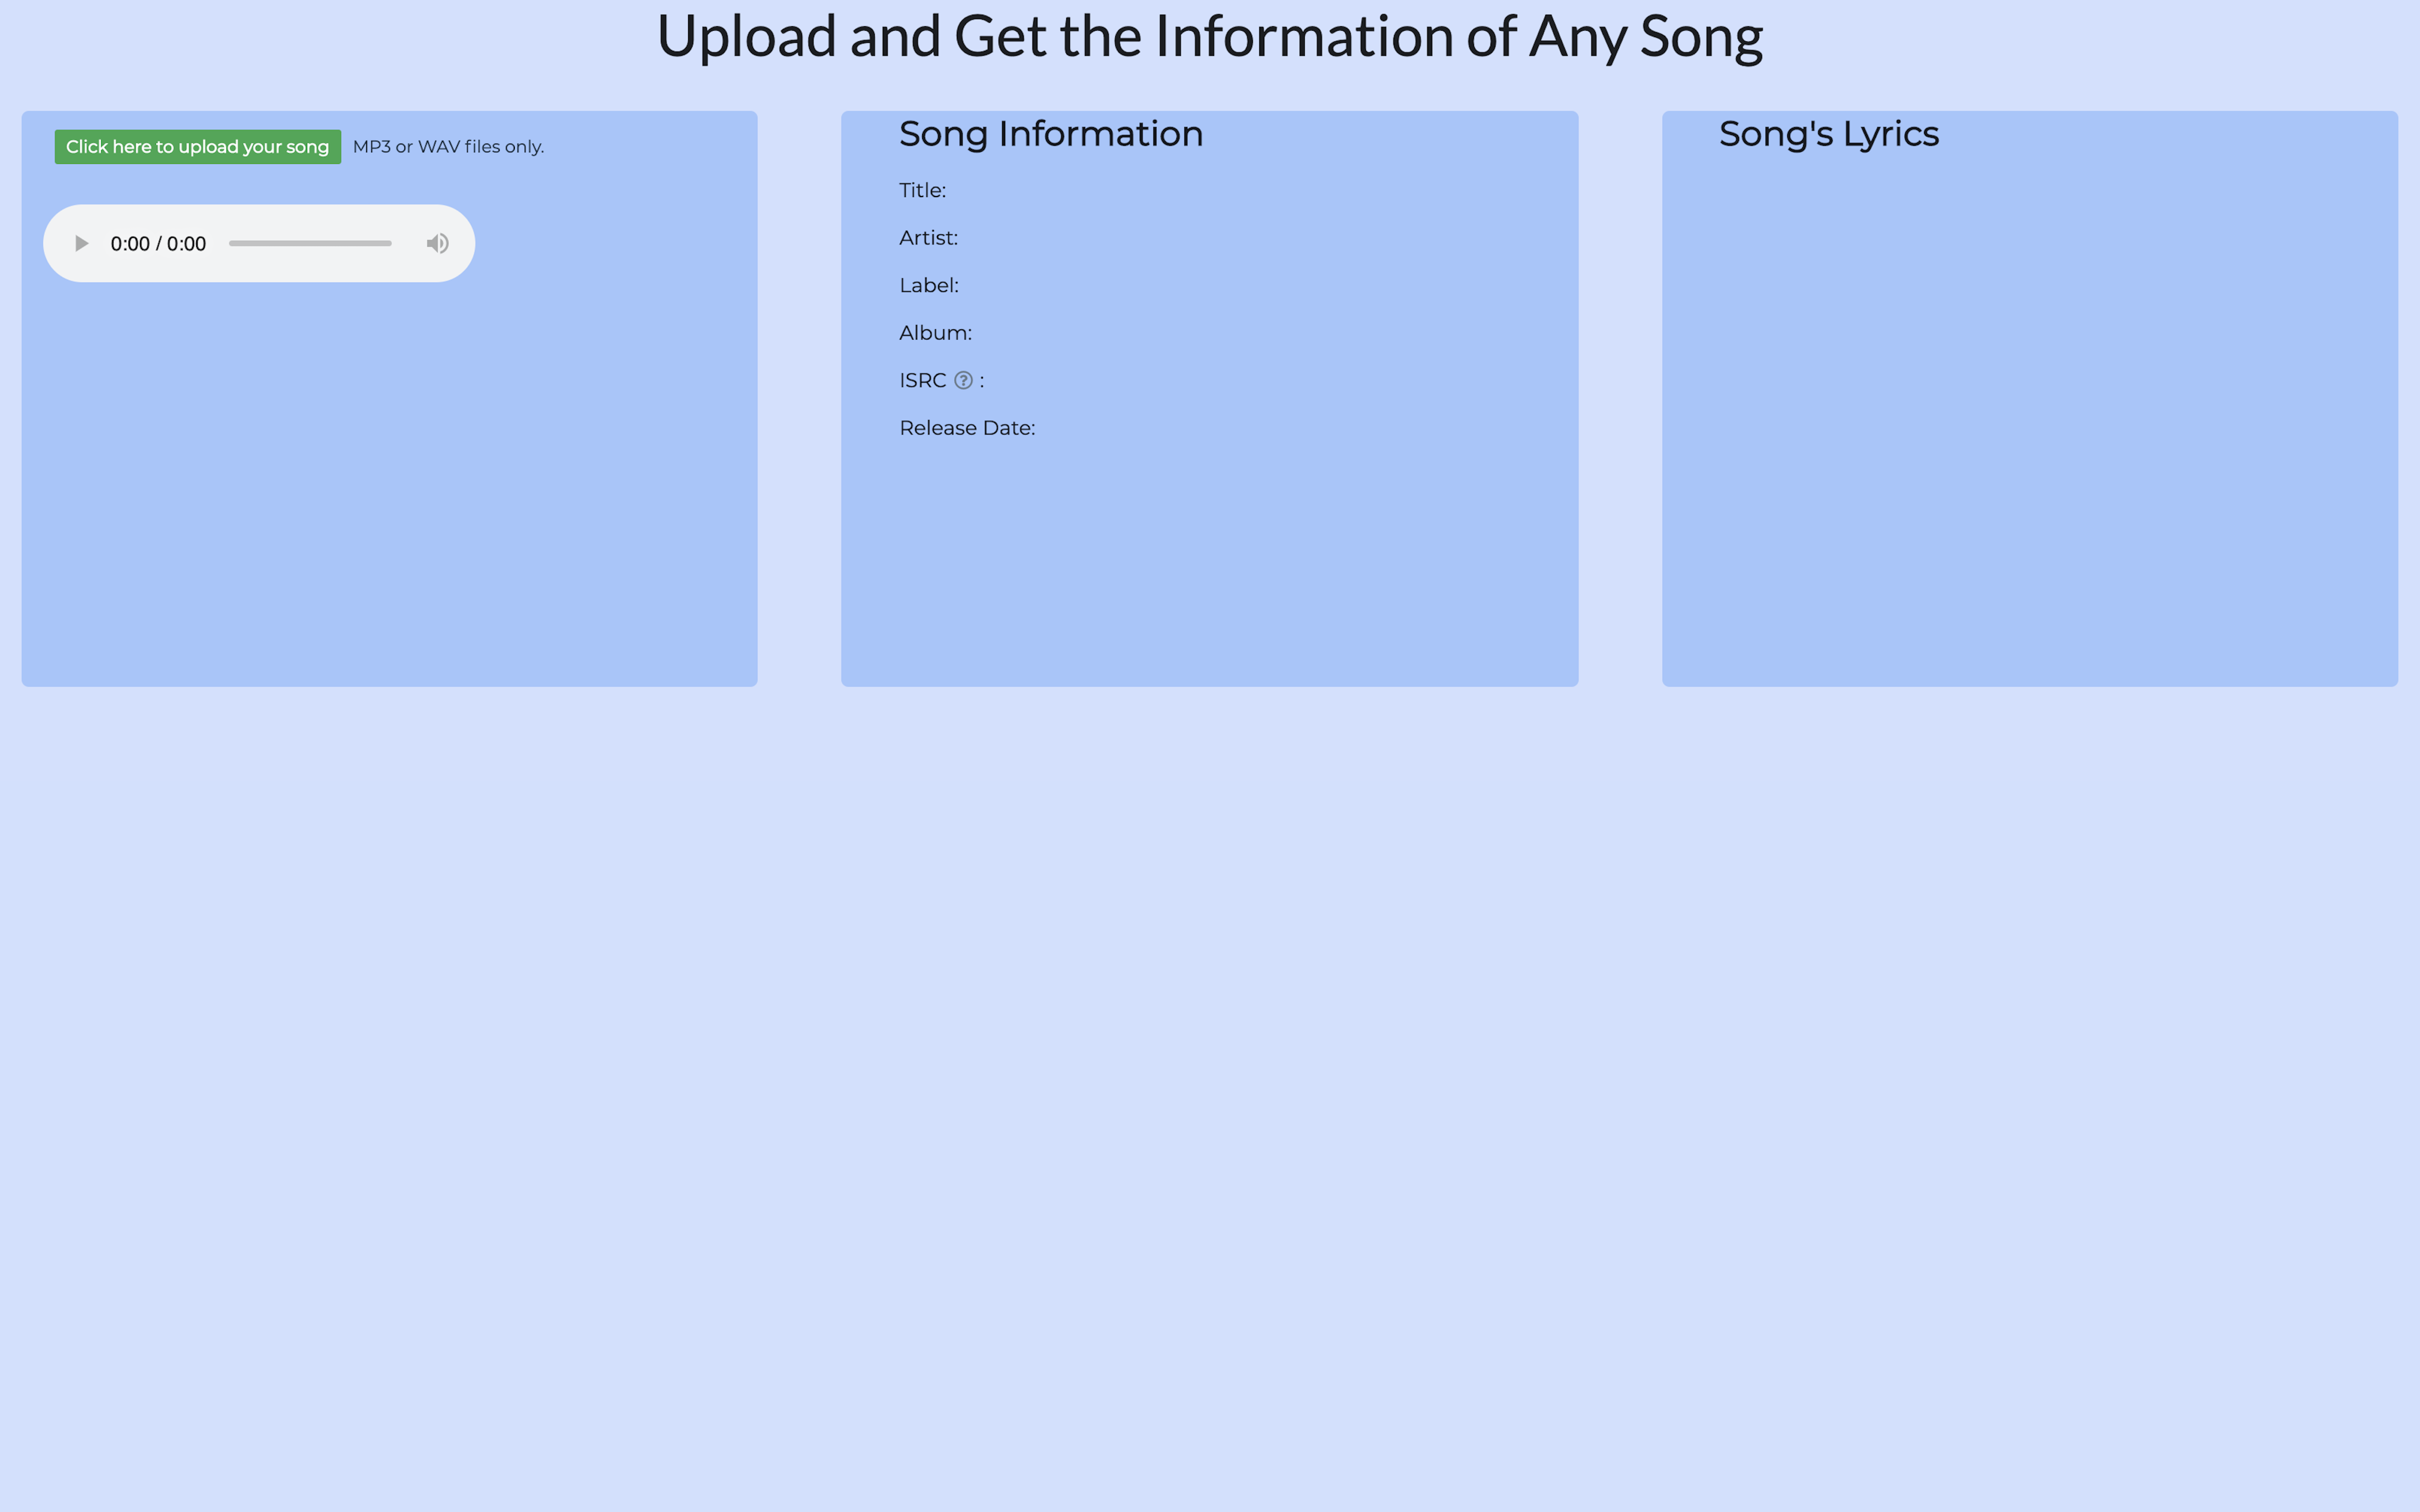 Upload and Get the Information of Any Song
Click here to upload your song MP3 or WAV files only.
0:00 / 0:00
Song Information
Title:
Artist:
Label:
Album:
ISRC ? :
Release Date:
Song's Lyrics